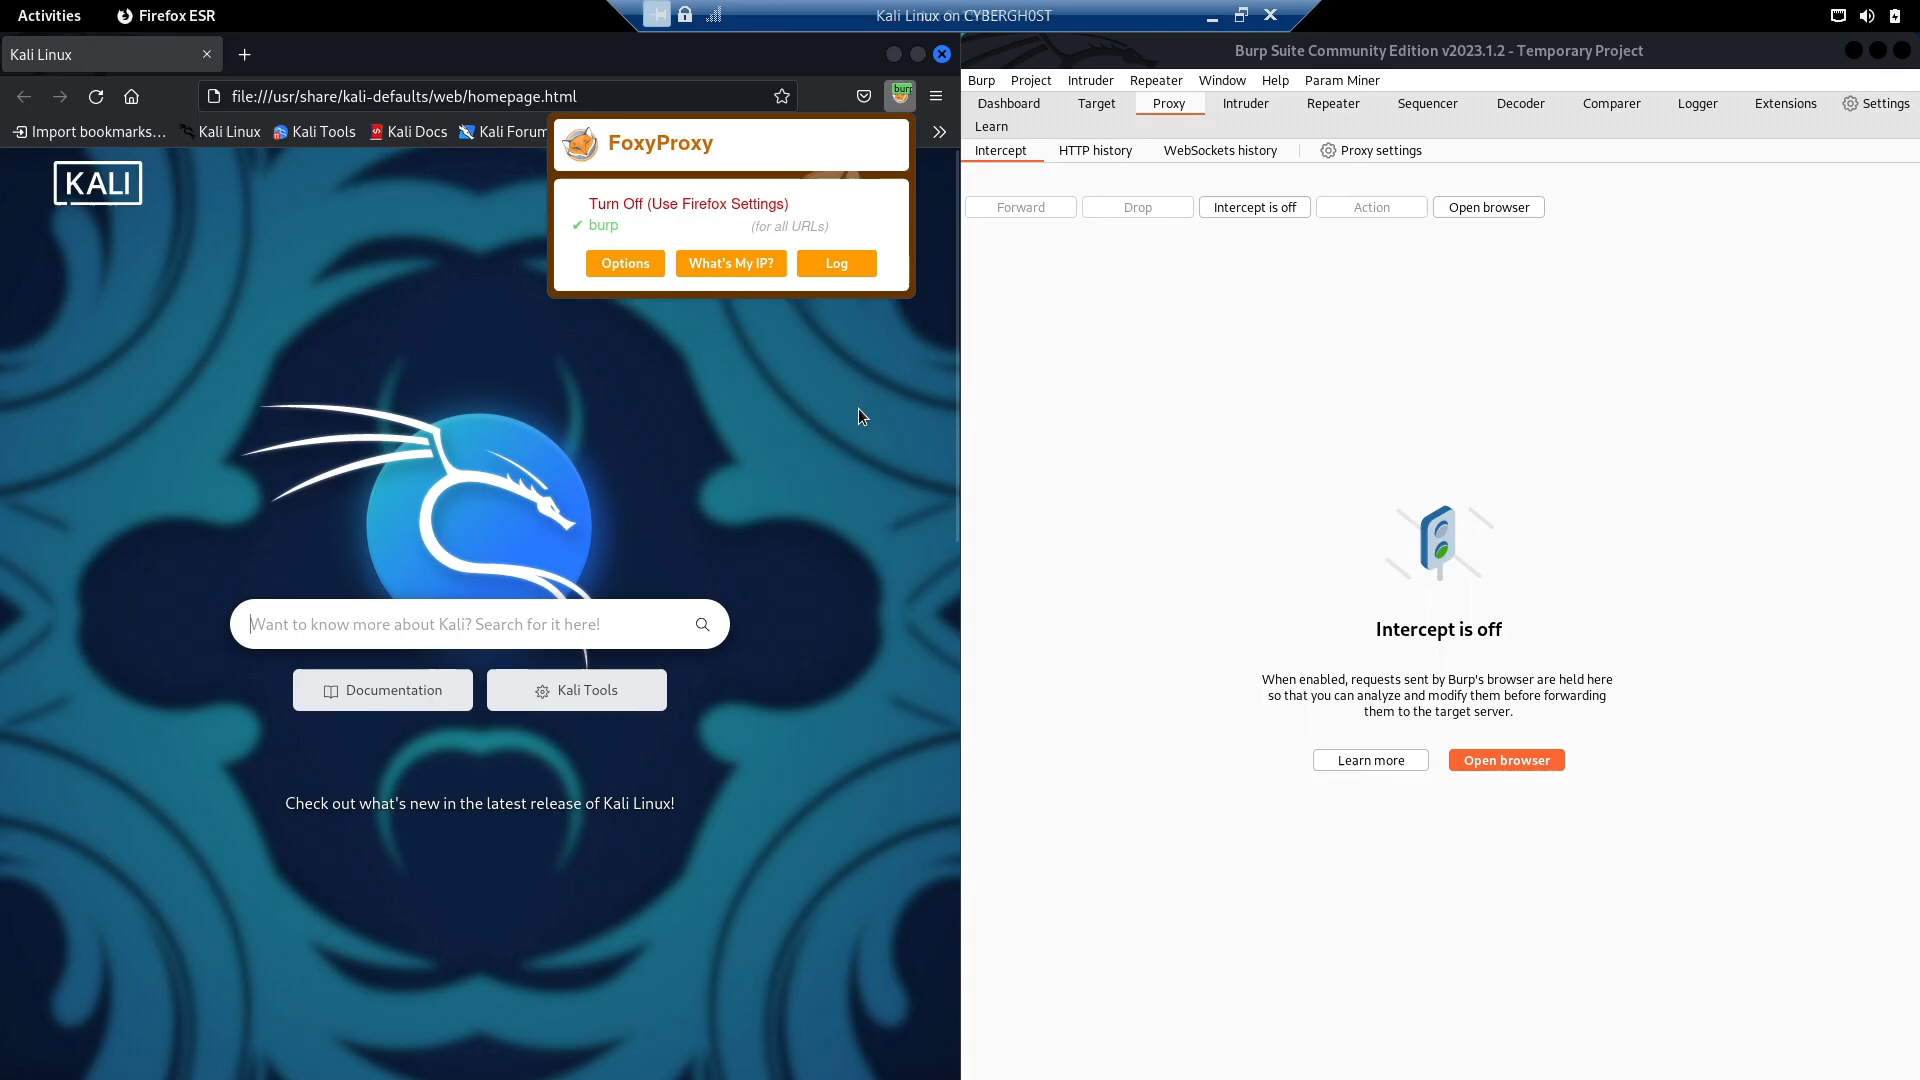 Activities
Firefox ESR
Kali Linux on CYBERGH0ST
Kali Linux
file:///usr/share/kali-defaults/web/homepage.html
burp
Import bookmarks...
Kali Linux
Kali Tools
Kali Docs
Kali Forum
KALI
FoxyProxy
Turn Off (Use Firefox Settings)
✔ burp (for all URLs)
Options
What's My IP?
Log
Want to know more about Kali? Search for it here!
Documentation
Kali Tools
Check out what's new in the latest release of Kali Linux!
Burp Suite Community Edition v2023.1.2 - Temporary Project
Burp Project Intruder Repeater Window Help Param Miner
Dashboard Target Proxy Intruder Repeater Sequencer Decoder Comparer Logger Extensions Settings
Learn
Intercept HTTP history WebSockets history Proxy settings
Forward Drop Intercept is off Action Open browser
Intercept is off
When enabled, requests sent by Burp's browser are held here
so that you can analyze and modify them before forwarding
them to the target server.
Learn more
Open browser